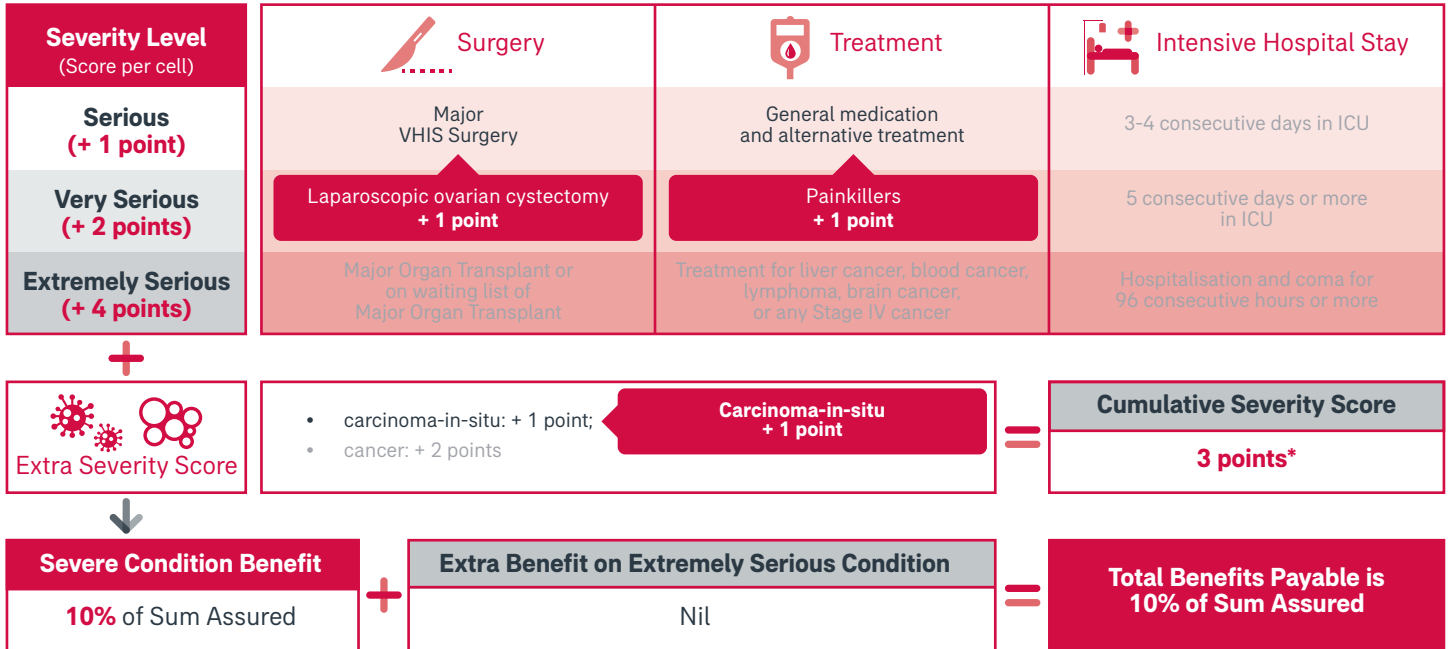 Severity Level
(Score per cell)
Surgery
Treatment
Intensive Hospital Stay
Serious
(+ 1 point)
Major
VHIS Surgery
General medication
and alternative treatment
3-4 consecutive days in ICU
Very Serious
(+ 2 points)
Laparoscopic ovarian cystectomy
+ 1 point
Painkillers
+ 1 point
5 consecutive days or more
in ICU
Extremely Serious
(+ 4 points)
Major Organ Transplant or
on waiting list of
Major Organ Transplant
Treatment for liver cancer, blood cancer,
lymphoma, brain cancer,
or any Stage IV cancer
Hospitalisation and coma for
96 consecutive hours or more
+
Extra Severity Score
• carcinoma-in-situ: + 1 point;
• cancer: + 2 points
Carcinoma-in-situ
+ 1 point
=
Cumulative Severity Score
3 points*
Severe Condition Benefit
10% of Sum Assured
+
Extra Benefit on Extremely Serious Condition
Nil
=
Total Benefits Payable is
10% of Sum Assured